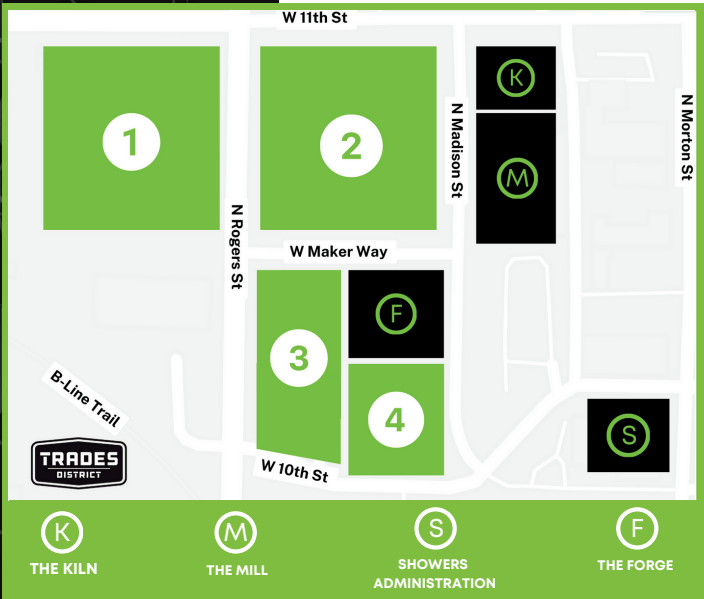 W 11th St
1
2
K
M
N Madison St
N Morton St
N Rogers St
W Maker Way
3
F
4
B-Line Trail
TRADES
DISTRICT
W 10th St
S
K
THE KILN
M
THE MILL
S
SHOWERS
ADMINISTRATION
F
THE FORGE